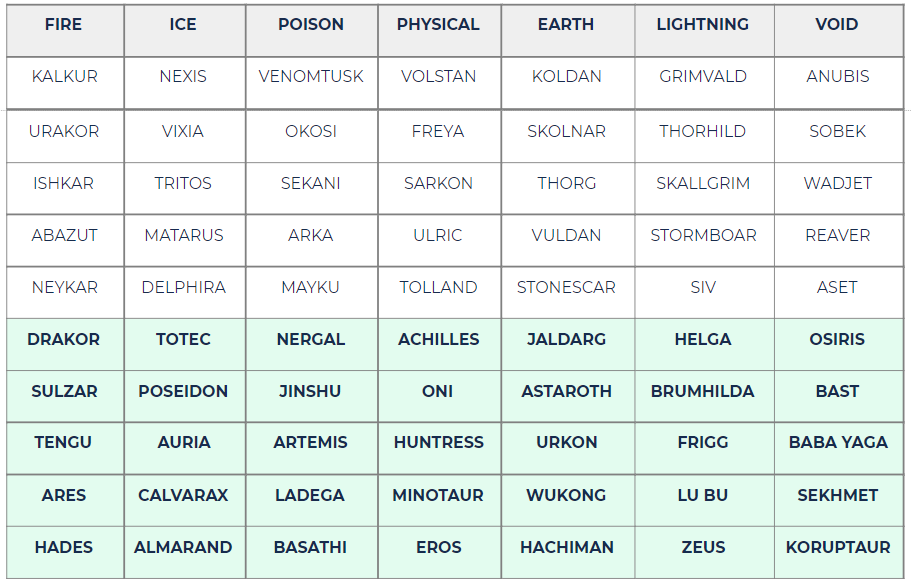 FIRE ICE POISON PHYSICAL EARTH LIGHTNING VOID
KALKUR NEXIS VENOMTUSK VOLSTAN KOLDAN GRIMVALD ANUBIS
URAKOR VIXIA OKOSI FREYA SKOLNAR THORHILD SOBEK
ISHKAR TRITOS SEKANI SARKON THORG SKALLGRIM WADJET
ABAZUT MATARUS ARKA ULRIC VULDAN STORMBOAR REAVER
NEYKAR DELPHIRA MAYKU TOLLAND STONESCAR SIV ASET
DRAKOR TOTEC NERGAL ACHILLES JALDARG HELGA OSIRIS
SULZAR POSEIDON JINSHU ONI ASTAROTH BRUMHILDA BAST
TENGU AURIA ARTEMIS HUNTRESS URKON FRIGG BABA YAGA
ARES CALVARAX LADEGA MINOTAUR WUKONG LU BU SEKHMET
HADES ALMARAND BASATHI EROS HACHIMAN ZEUS KORUPTAUR